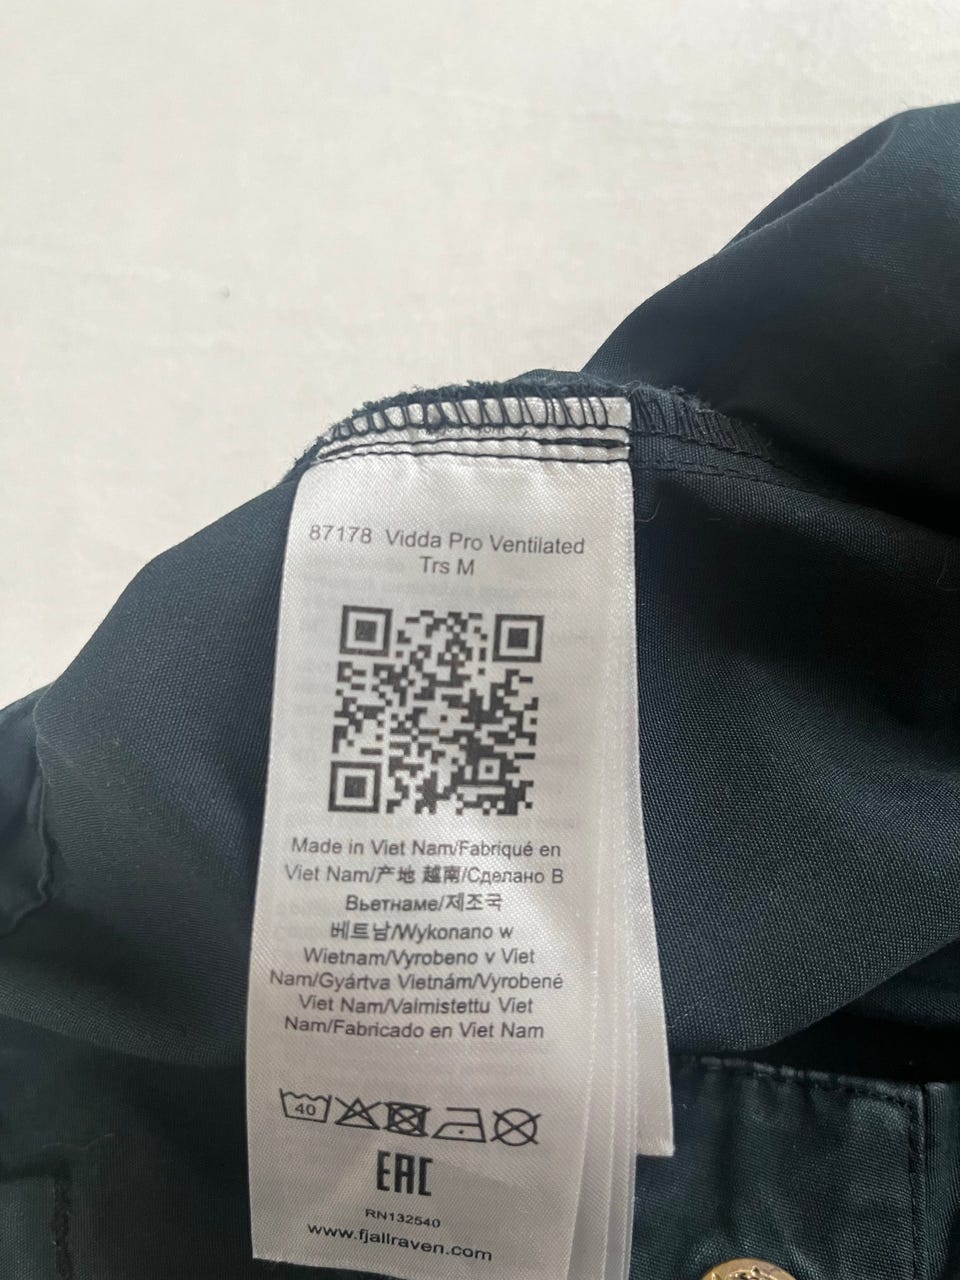 87178 Vidda Pro Ventilated
Trs M
Made in Viet Nam/Fabriqué en
Viet Nam/产地 越南/Сделано В
Вьетнаме/제조국
베트남/Wykonano w
Wietnam/Vyrobeno v Viet
Nam/Gyártva Vietnám/Vyrobené
Viet Nam/Valmistettu Viet
Nam/Fabricado en Viet Nam
40
EAC
RN132540
www.fjallraven.com